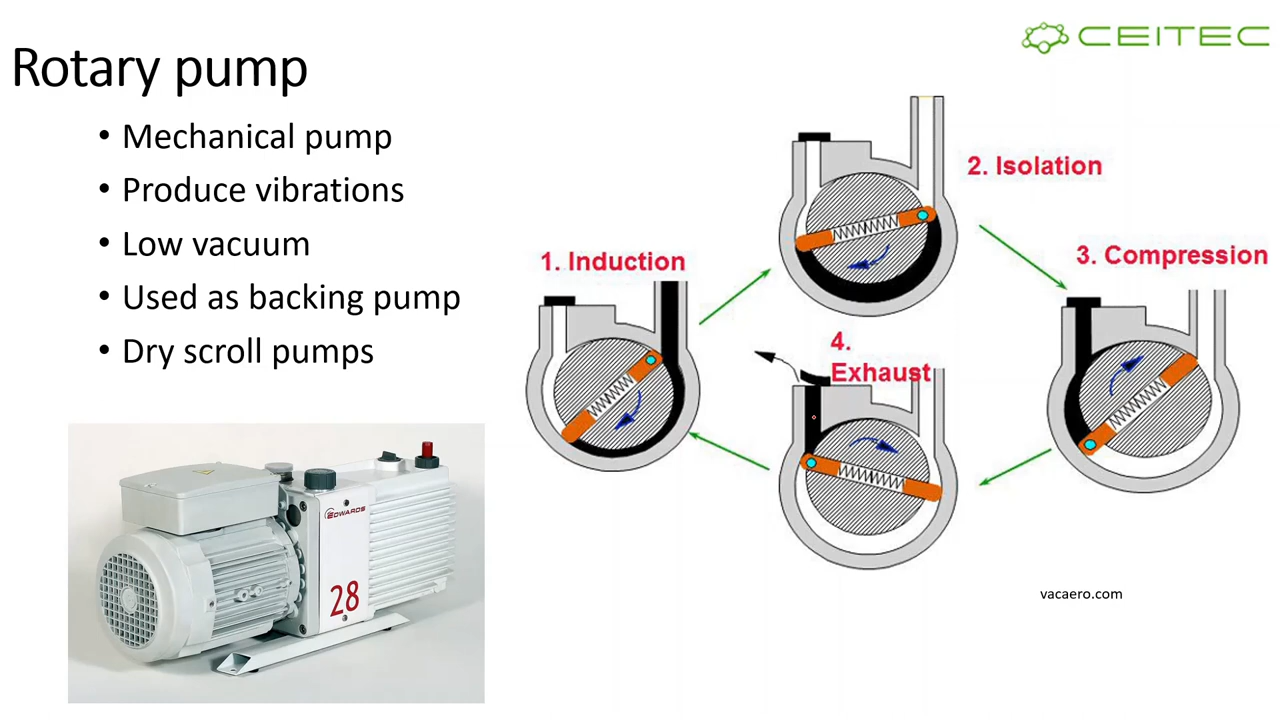 CEITEC
Rotary pump
• Mechanical pump
• Produce vibrations
• Low vacuum
• Used as backing pump
• Dry scroll pumps
1. Induction
2. Isolation
3. Compression
4.
Exhaust
EDWARDS
28
vacaero.com